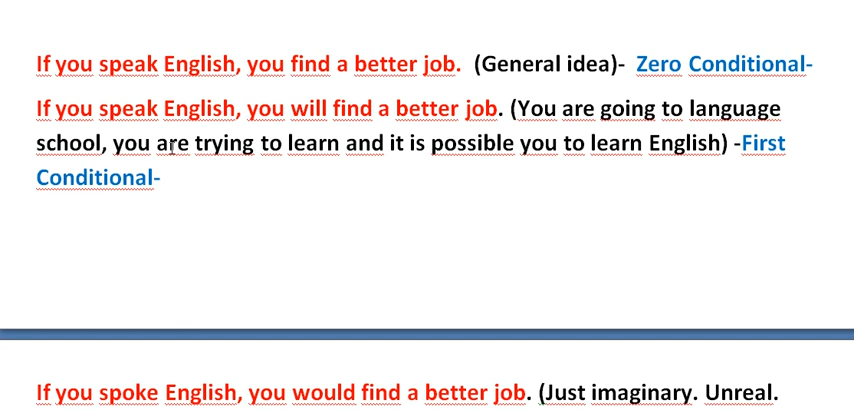 If you speak English, you find a better job.  (General idea)-  Zero Conditional-
If you speak English, you will find a better job. (You are going to language
school, you are trying to learn and it is possible you to learn English) -First
Conditional-
If you spoke English, you would find a better job. (Just imaginary. Unreal.